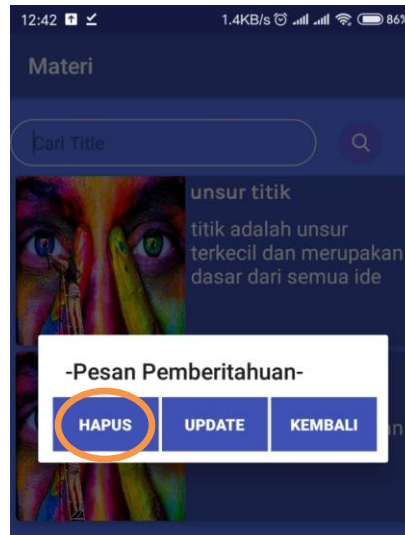 12:42 1.4KB/s 86%
Materi
Cari Title
unsur titik
titik adalah unsur
terkecil dan merupakan
dasar dari semua ide
-Pesan Pemberitahuan-
HAPUS UPDATE KEMBALI